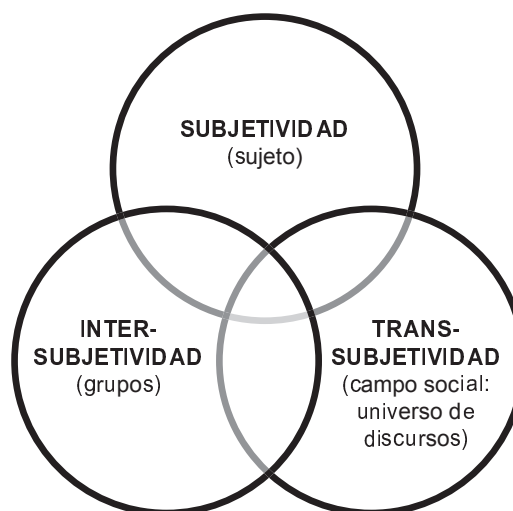 SUBJETIVIDAD
(sujeto)
INTER-
SUBJETIVIDAD
(grupos)
TRANS-
SUBJETIVIDAD
(campo social:
universo de
discursos)